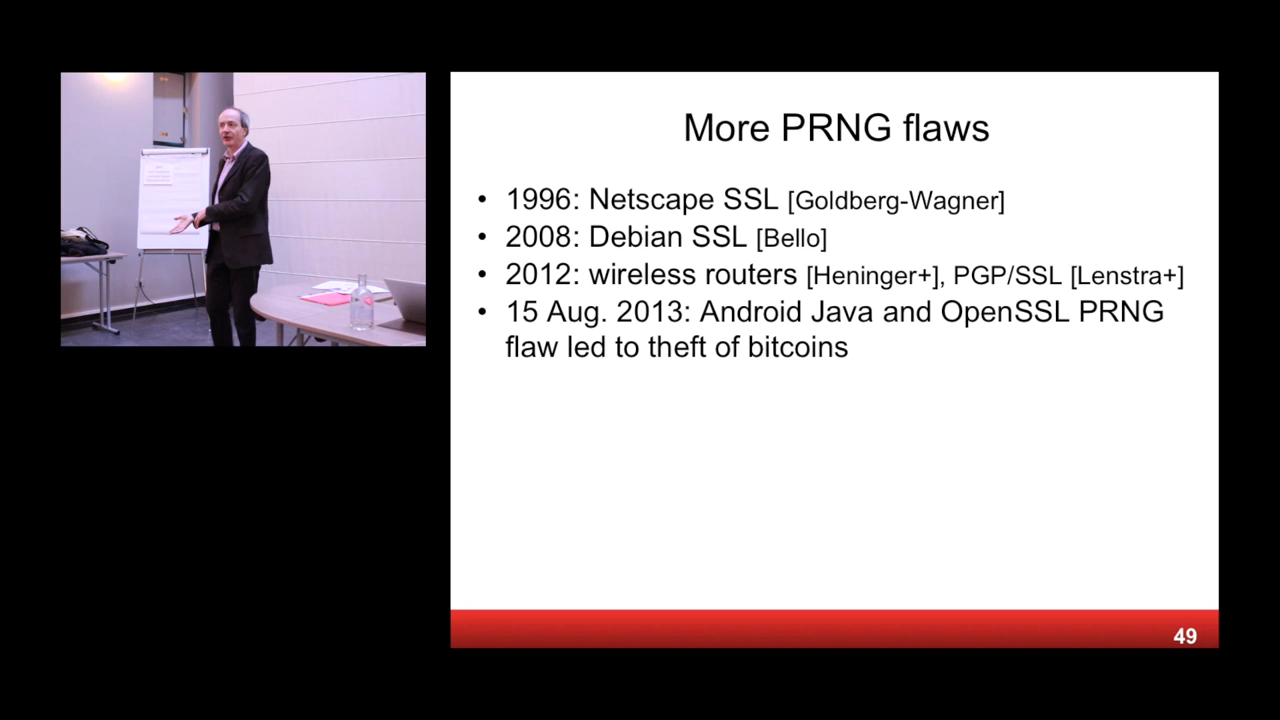 More PRNG flaws
• 1996: Netscape SSL [Goldberg-Wagner]
• 2008: Debian SSL [Bello]
• 2012: wireless routers [Heninger+], PGP/SSL [Lenstra+]
• 15 Aug. 2013: Android Java and OpenSSL PRNG
flaw led to theft of bitcoins
49